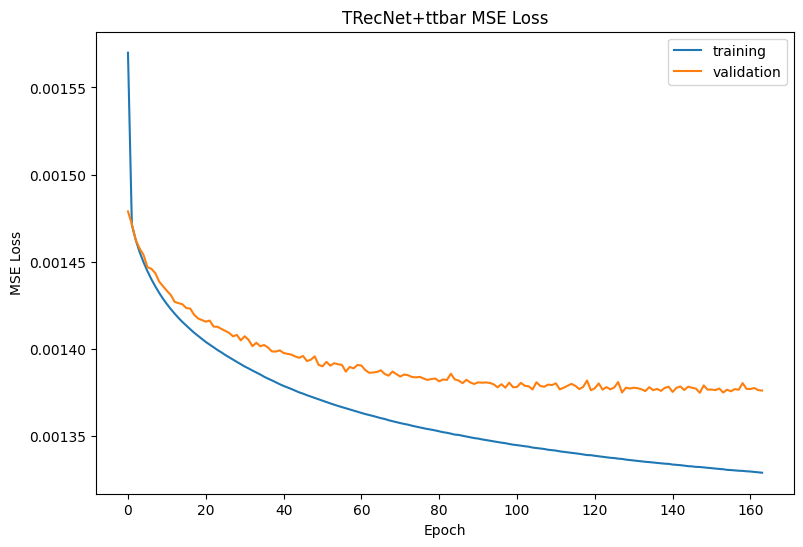 TRecNet+ttbar MSE Loss
training
validation
0.00155
0.00150
0.00145
0.00140
0.00135
MSE Loss
0 20 40 60 80 100 120 140 160
Epoch